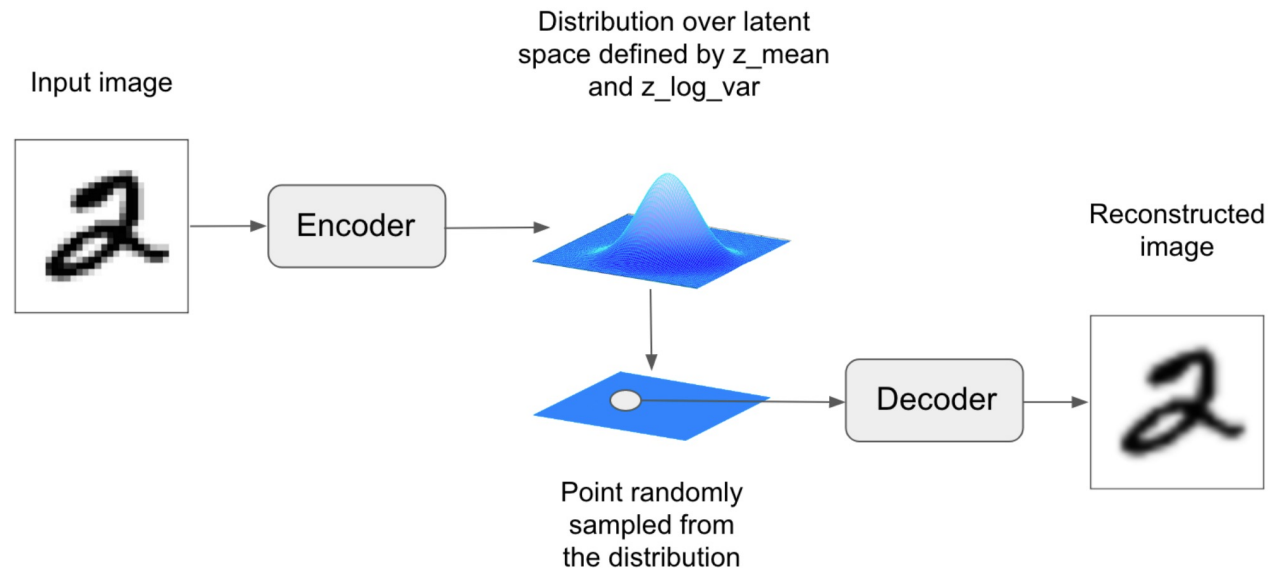 Input image
Encoder
Distribution over latent
space defined by z_mean
and z_log_var
Point randomly
sampled from
the distribution
Decoder
Reconstructed
image